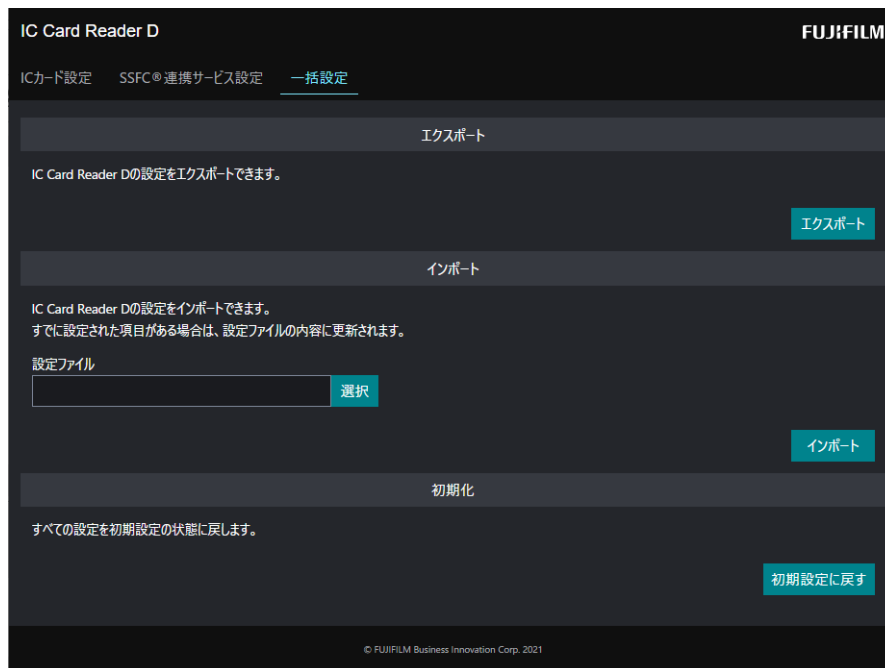 IC Card Reader D
FUJIFILM
ICカード設定 SSFC®連携サービス設定 一括設定
エクスポート
IC Card Reader Dの設定をエクスポートできます。
エクスポート
インポート
IC Card Reader Dの設定をインポートできます。
すでに設定された項目がある場合は、設定ファイルの内容に更新されます。
設定ファイル
選択
インポート
初期化
すべての設定を初期設定の状態に戻します。
初期設定に戻す
© FUJIFILM Business Innovation Corp. 2021